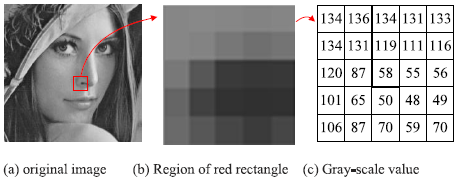 134 136 134 131 133
134 131 119 111 116
120 87 58 55 56
101 65 50 48 49
106 87 70 59 70
(a) original image (b) Region of red rectangle (c) Gray-scale value